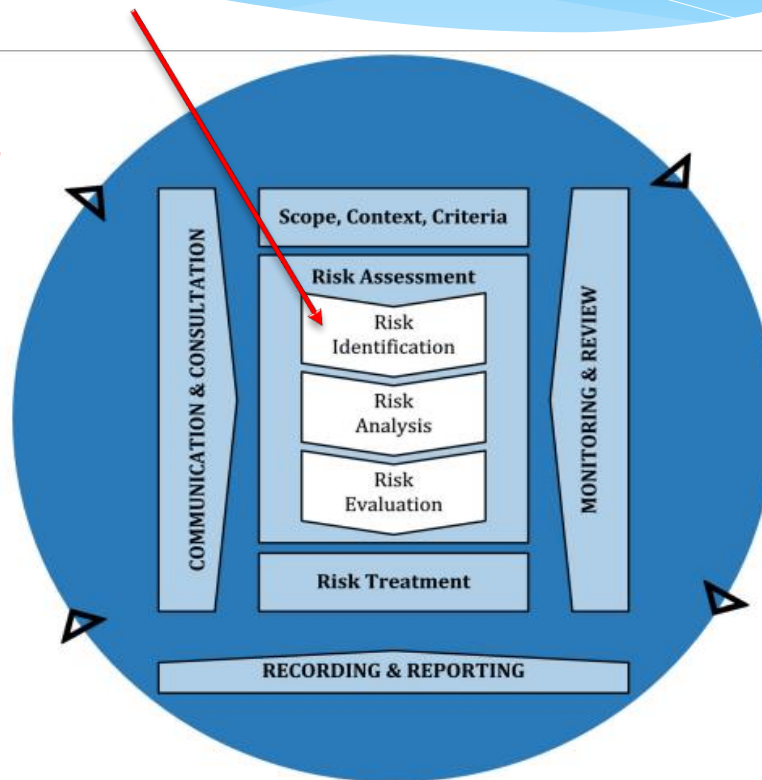 Scope, Context, Criteria
Risk Assessment
Risk
Identification
Risk
Analysis
Risk
Evaluation
Risk Treatment
COMMUNICATION & CONSULTATION
MONITORING & REVIEW
RECORDING & REPORTING